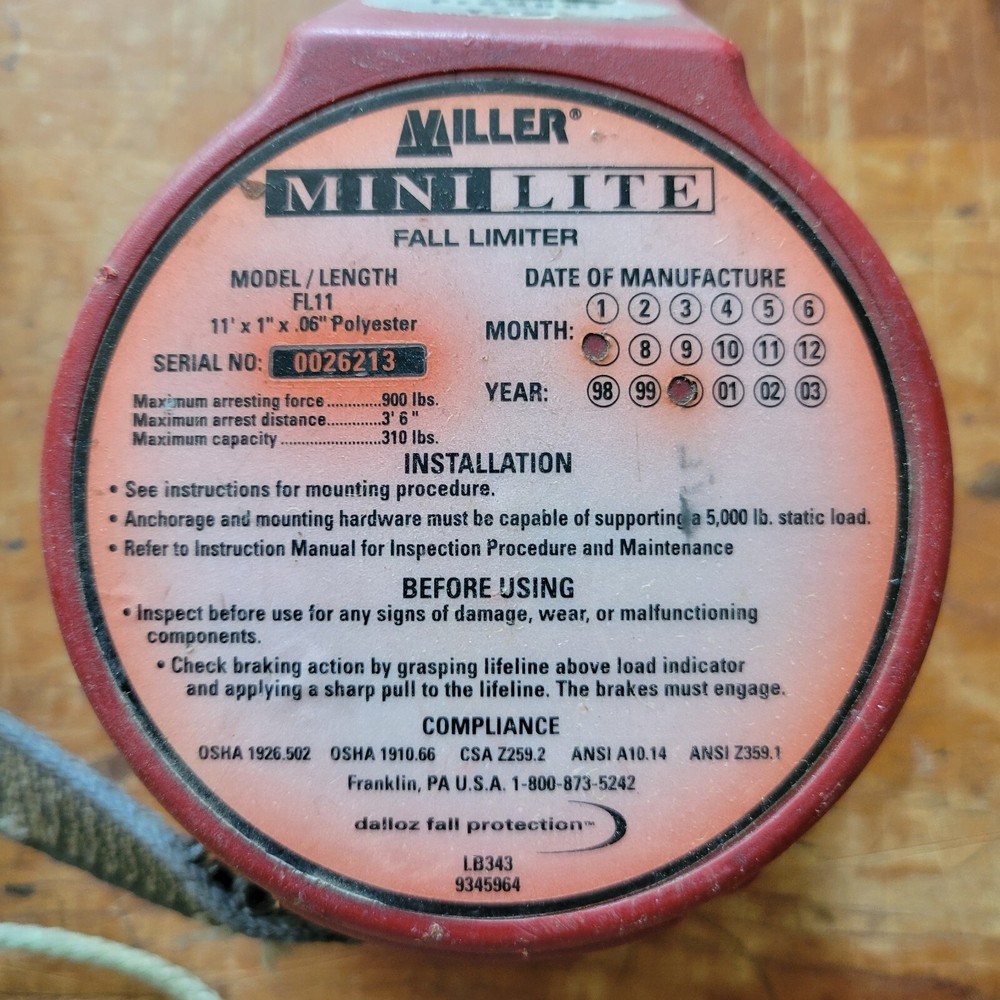 MILLER®
MINI LITE
FALL LIMITER
MODEL / LENGTH
FL11
11' x 1" x .06" Polyester
SERIAL NO: 0026213
Maximum arresting force............900 lbs.
Maximum arrest distance............3' 6"
Maximum capacity......................310 lbs.
DATE OF MANUFACTURE
MONTH: 1 2 3 4 5 6
8 9 10 11 12
YEAR: 98 99 01 02 03
INSTALLATION
• See instructions for mounting procedure.
• Anchorage and mounting hardware must be capable of supporting a 5,000 lb. static load.
• Refer to Instruction Manual for Inspection Procedure and Maintenance
BEFORE USING
• Inspect before use for any signs of damage, wear, or malfunctioning
components.
• Check braking action by grasping lifeline above load indicator
and applying a sharp pull to the lifeline. The brakes must engage.
COMPLIANCE
OSHA 1926.502 OSHA 1910.66 CSA Z259.2 ANSI A10.14 ANSI Z359.1
Franklin, PA U.S.A. 1-800-873-5242
dalloz fall protection™
LB343
9345964